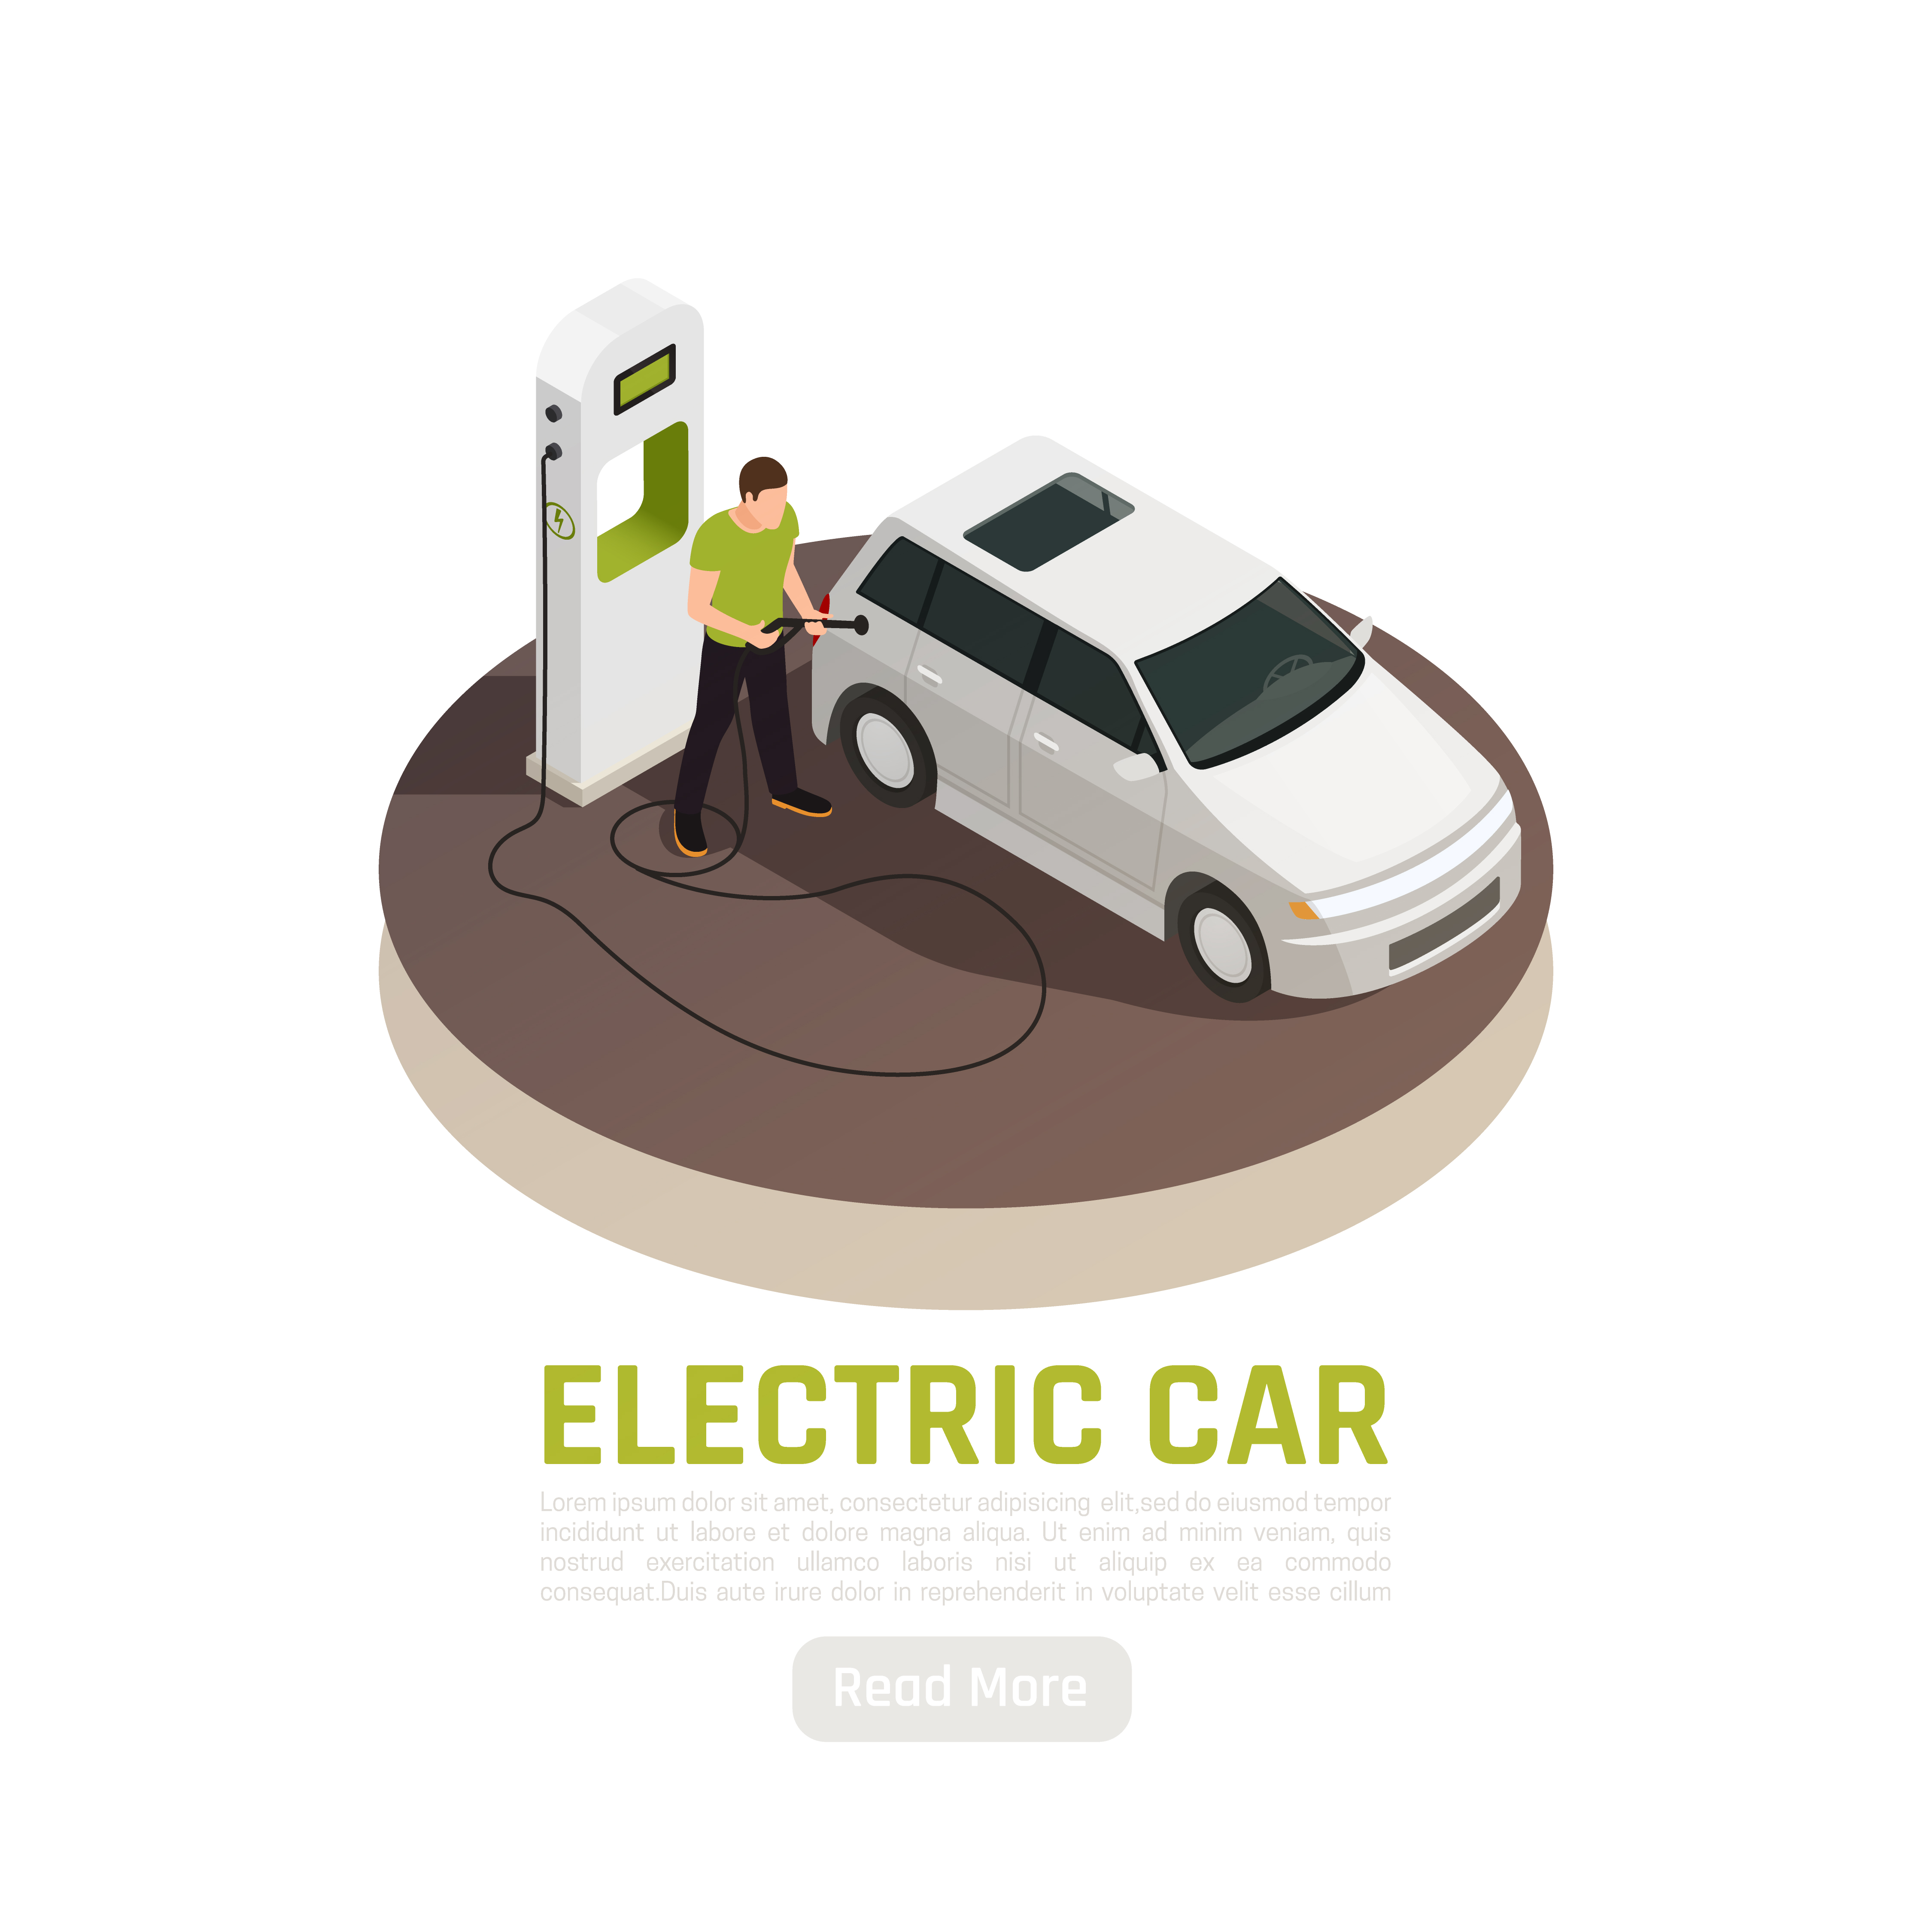 ELECTRIC CAR
Lorem ipsum dolor sit amet, consectetur adipisicing elit,sed do eiusmod tempor
incididunt ut labore et dolore magna aliqua. Ut enim ad minim veniam, quis
nostrud exercitation ullamco laboris nisi ut aliquip ex ea commodo
consequat.Duis aute irure dolor in reprehenderit in voluptate velit esse cillum
Read More